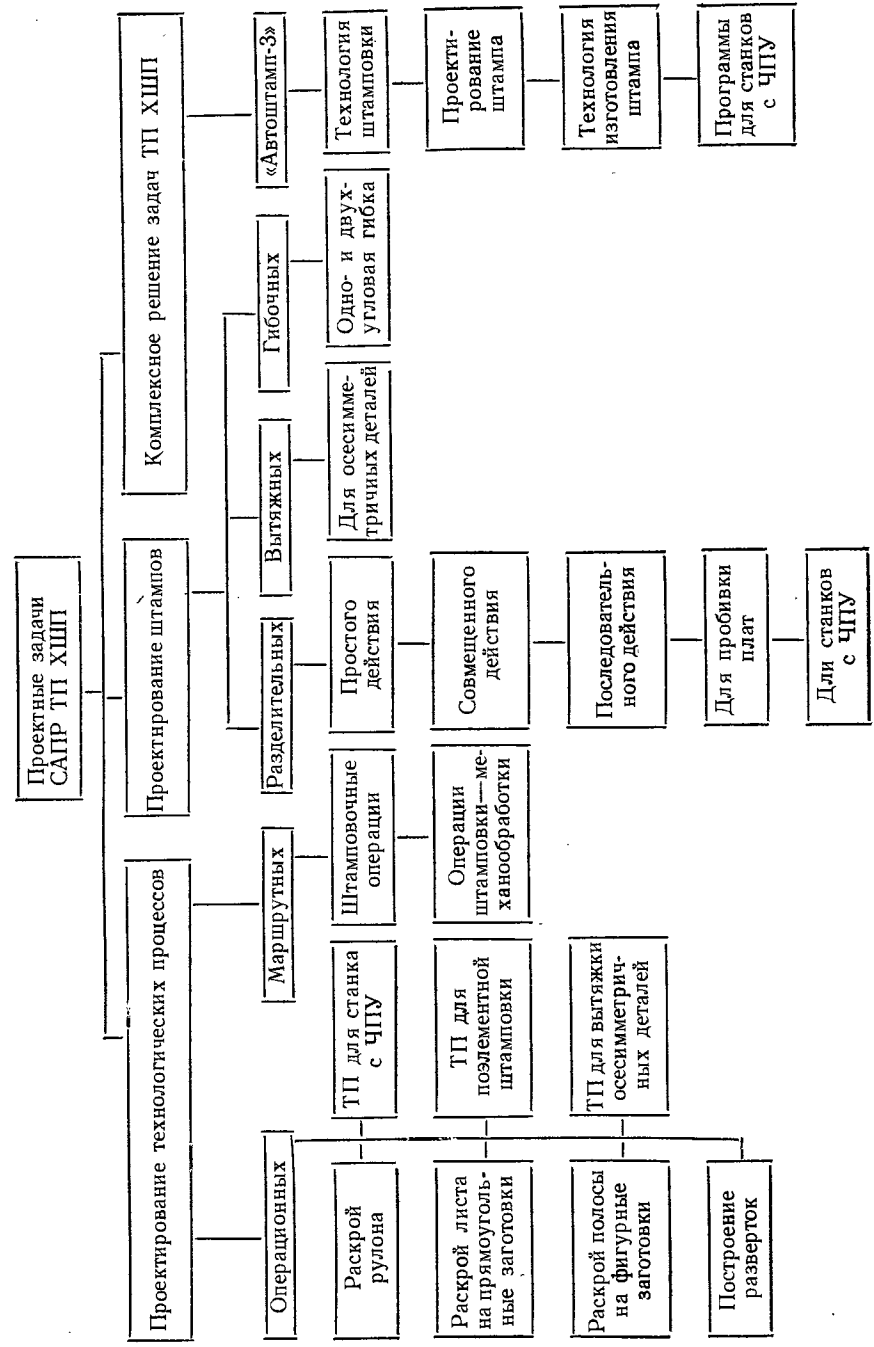 Проектные задачи
САПР ТП ХШП
Проектирование технологических процессов
Проектнрование штампов
Комплексное решение задач ТП ХШП
Операционных
Маршрутных
Разделительных
Вытяжных
Гибочных
«Автоштамп-3»
Раскрой
рулона
ТП для станка
с ЧПУ
Штамповочные
операции
Простого
действия
Для осесимме-
тричных деталей
Одно- и двух-
угловая гибка
Технология
штамповки
Раскрой листа
на прямоуголь-
ные заготовки
ТП для
поэлементной
штамповки
Операции
штамповки—ме-
ханообработки
Совмещенного
действия
Проекти-
рование
штампа
Раскрой полосы
на фигурные
заготовки
ТП для вытяжки
осесимметрич-
ных деталей
Последователь-
ного действия
Технология
изготовления
штампа
Построение
разверток
Для пробивки
плат
Программы
для станков
с ЧПУ
Дли станков
с ЧПУ